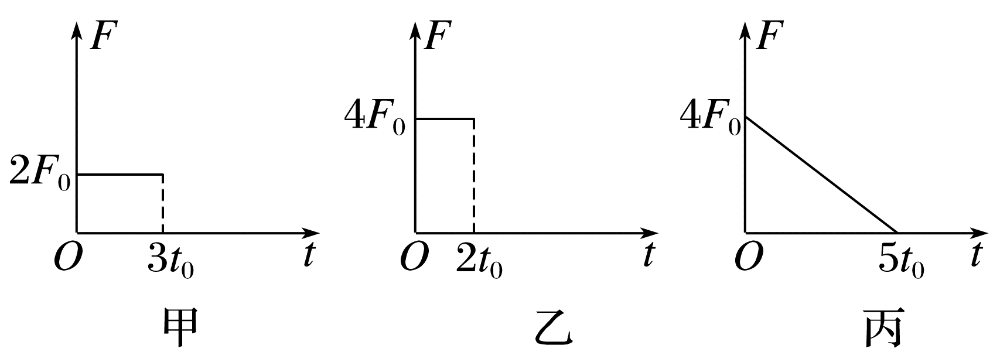 F
2F₀
O
3t₀
t
甲
F
4F₀
O
2t₀
t
乙
F
4F₀
O
5t₀
t
丙